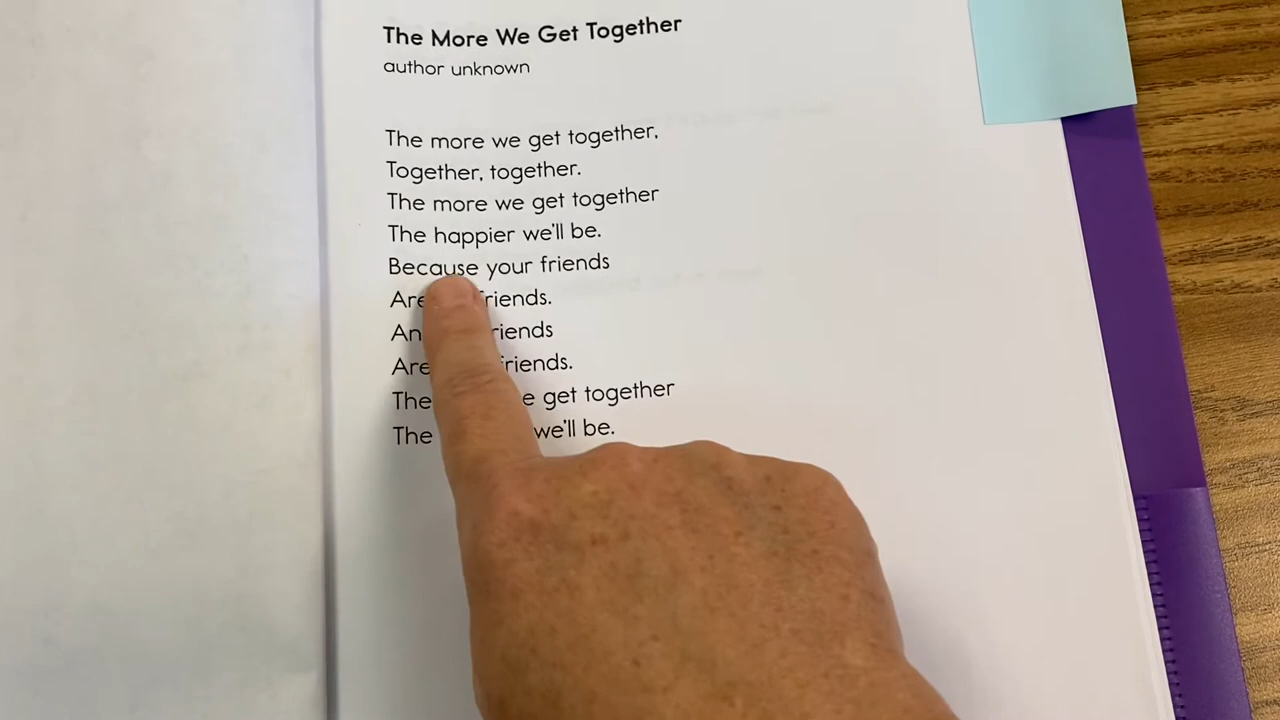 The More We Get Together
author unknown
The more we get together,
Together, together.
The more we get together
The happier we'll be.
Because your friends
Are friends.
friends
Are friends.
The get together
The we'll be.